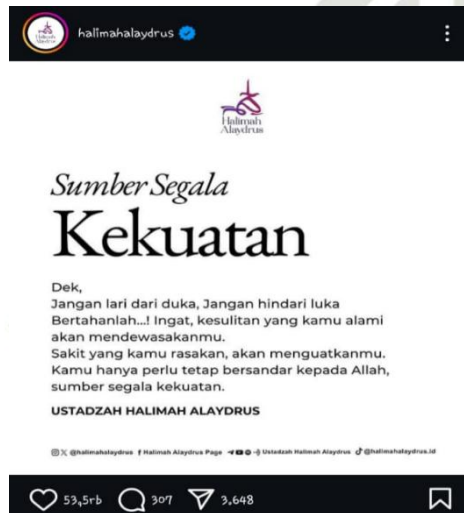 halimahalaydrus
Halimah
Alaydrus
Sumber Segala
Kekuatan
Dek,
Jangan lari dari duka, Jangan hindari luka
Bertahanlah...! Ingat, kesulitan yang kamu alami
akan mendewasakanmu.
Sakit yang kamu rasakan, akan menguatkanmu.
Kamu hanya perlu tetap bersandar kepada Allah,
sumber segala kekuatan.
USTADZAH HALIMAH ALAYDRUS
@halimahalaydrus Halimah Alaydrus Page Ustadzah Halimah Alaydrus @halimahalaydrus.id
53,5rb 307 3.648